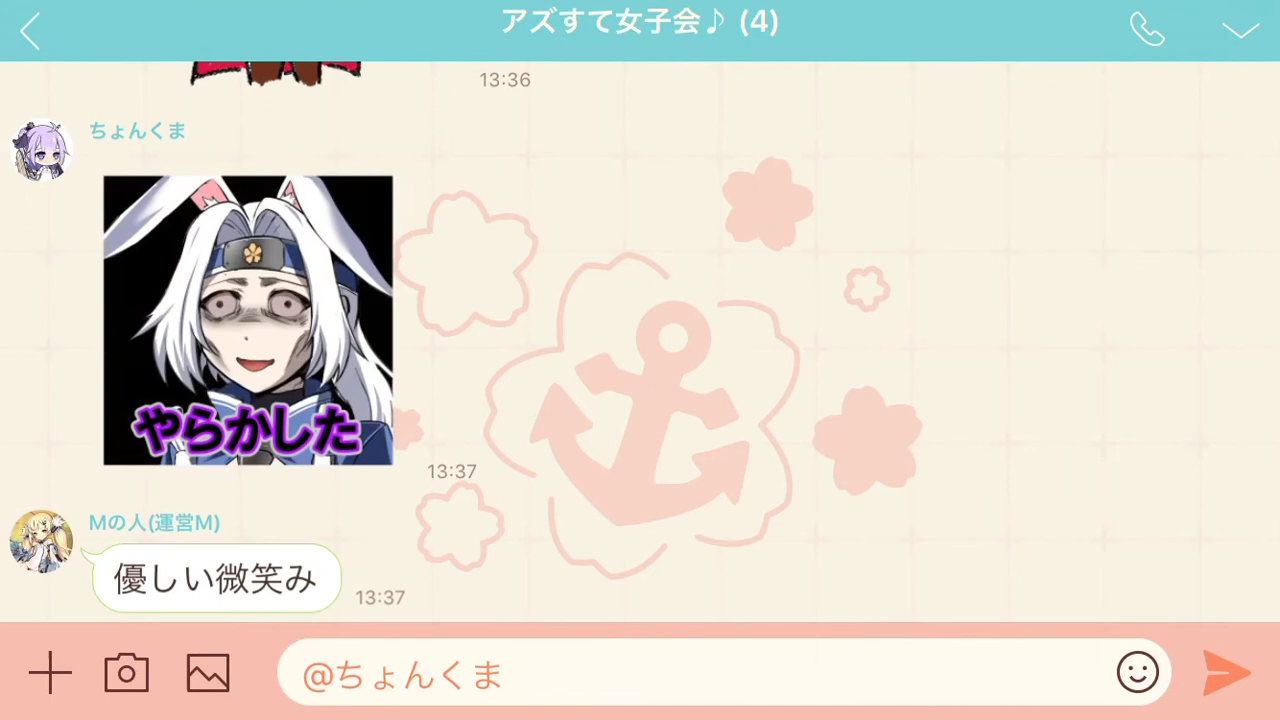 アズすて女子会♪ (4)
13:36
ちょんくま
やらかした
13:37
Mの人(運営M)
優しい微笑み
13:37
@ちょんくま